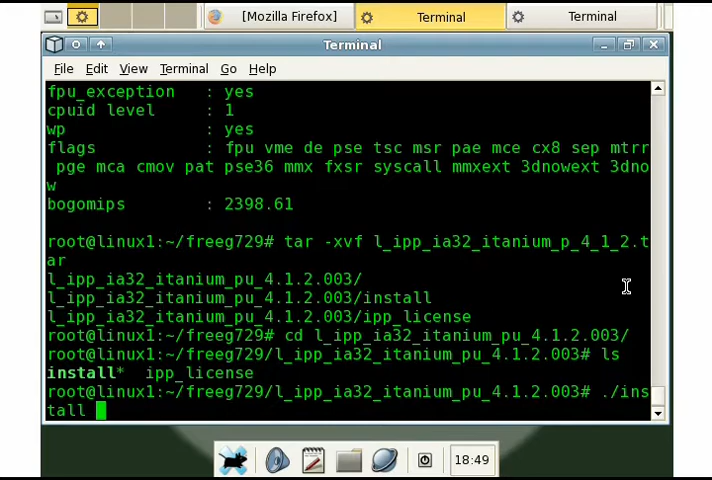 [Mozilla Firefox]
Terminal
Terminal
Terminal
File Edit View Terminal Go Help
fpu_exception : yes
cpuid level : 1
wp : yes
flags : fpu vme de pse tsc msr pae mce cx8 sep mtrr
pge mca cmov pat pse36 mmx fxsr syscall mmxext 3dnowext 3dno
w
bogomips : 2398.61
root@linux1:~/freeg729# tar -xvf l_ipp_ia32_itanium_p_4_1_2.t
ar
l_ipp_ia32_itanium_pu_4.1.2.003/
l_ipp_ia32_itanium_pu_4.1.2.003/install
l_ipp_ia32_itanium_pu_4.1.2.003/ipp_license
root@linux1:~/freeg729# cd l_ipp_ia32_itanium_pu_4.1.2.003/
root@linux1:~/freeg729/l_ipp_ia32_itanium_pu_4.1.2.003# ls
install* ipp_license
root@linux1:~/freeg729/l_ipp_ia32_itanium_pu_4.1.2.003# ./ins
tall
18:49